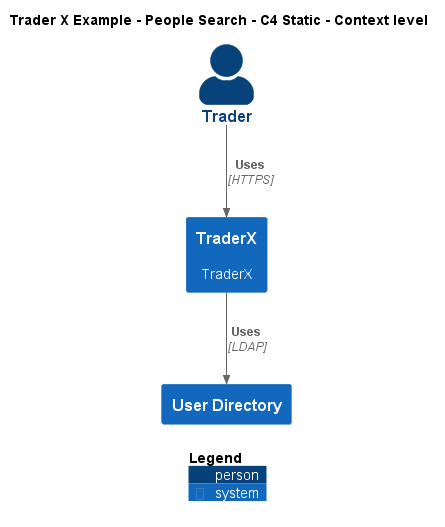 Trader X Example - People Search - C4 Static - Context level
Trader
Uses
[HTTPS]
TraderX
TraderX
Uses
[LDAP]
User Directory
Legend
person
system